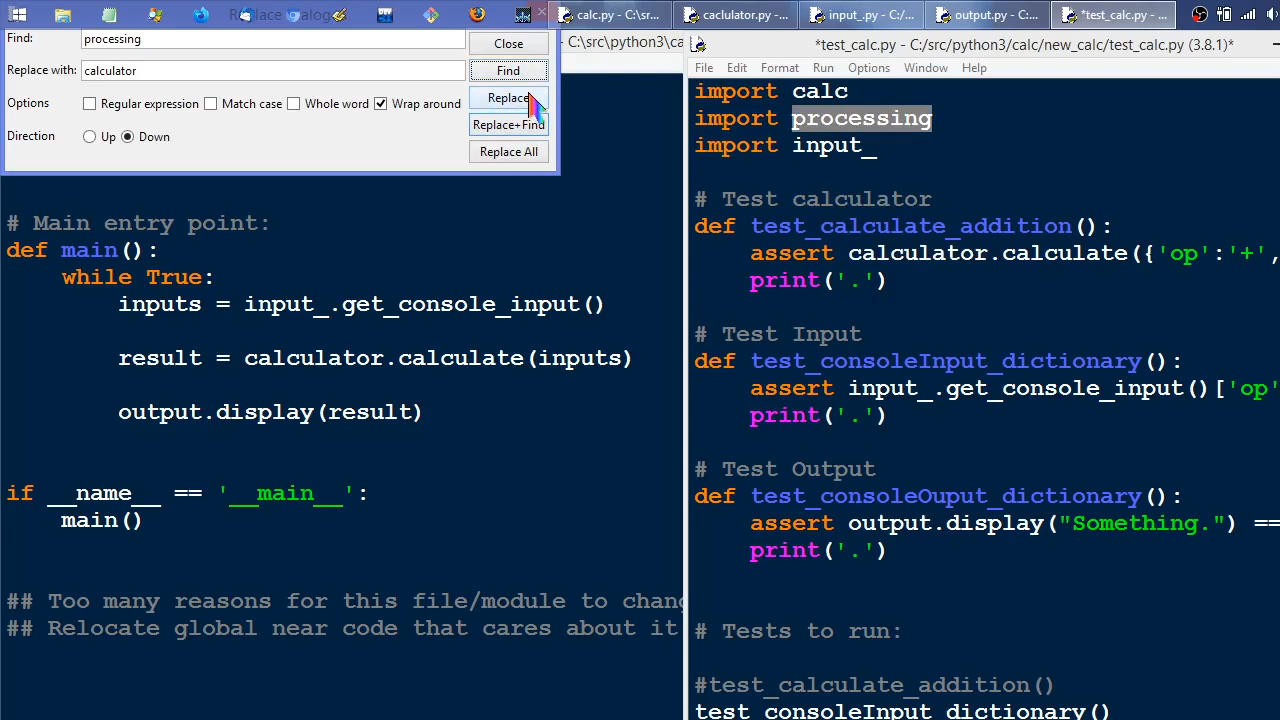 Replace Dialog
calc.py - C:\sr...
caclulator.py -...
input_.py - C:/...
output.py - C:...
*test_calc.py - ...
Find:
processing
Close
Replace with:
calculator
Find
Options
Regular expression
Match case
Whole word
Wrap around
Replace
Direction
Up
Down
Replace+Find
Replace All
- C:\src\python3\ca
# Main entry point:
def main():
while True:
inputs = input_.get_console_input()
result = calculator.calculate(inputs)
output.display(result)
if __name__ == '__main__':
main()
## Too many reasons for this file/module to chang
## Relocate global near code that cares about it
*test_calc.py - C:/src/python3/calc/new_calc/test_calc.py (3.8.1)*
File Edit Format Run Options Window Help
import calc
import processing
import input_
# Test calculator
def test_calculate_addition():
assert calculator.calculate({'op':'+',
print('.')
# Test Input
def test_consoleInput_dictionary():
assert input_.get_console_input()['op'
print('.')
# Test Output
def test_consoleOuput_dictionary():
assert output.display("Something.") ==
print('.')
# Tests to run:
#test_calculate_addition()
test_consoleInput_dictionary()